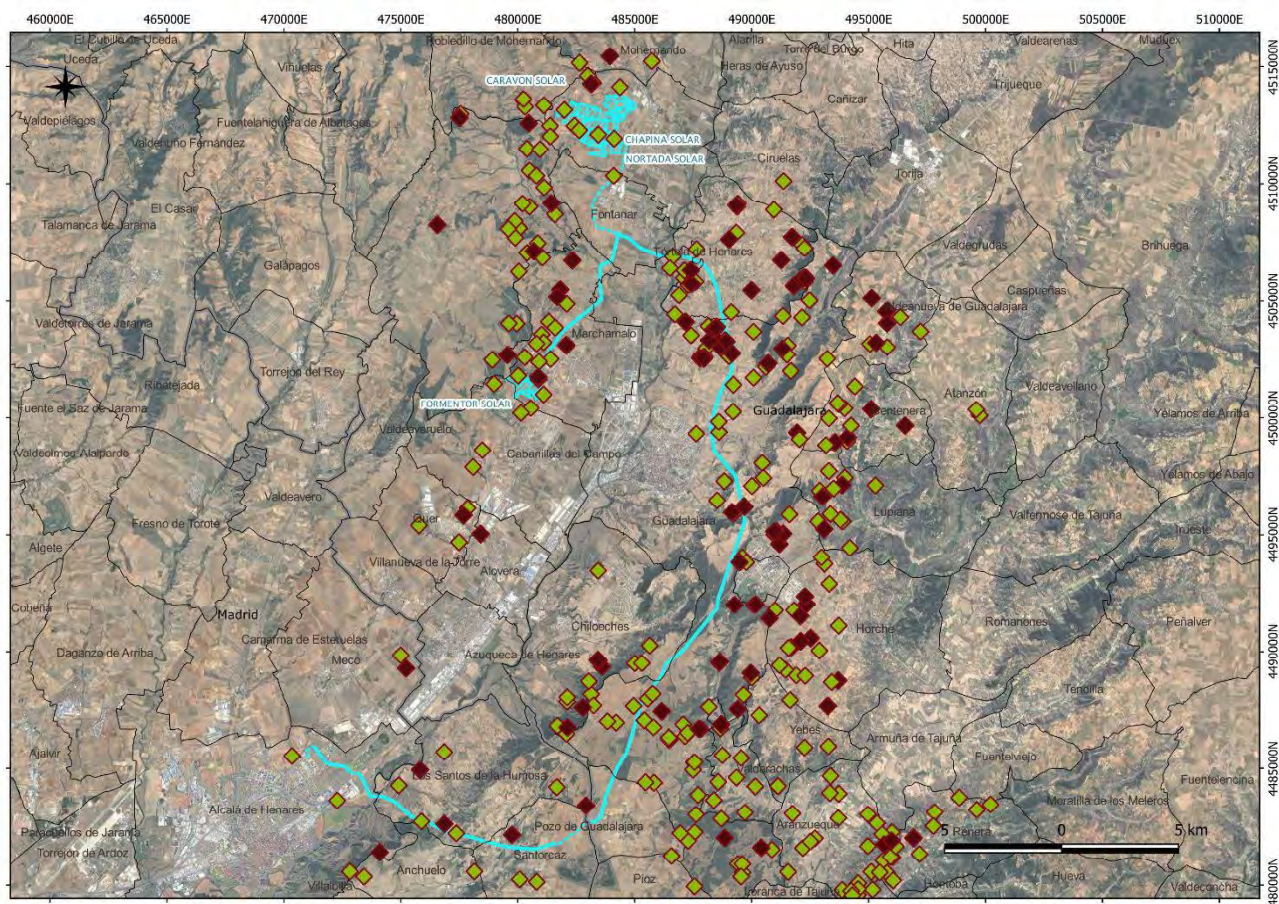 460000E 465000E 470000E 475000E 480000E 485000E 490000E 495000E 500000E 505000E 510000E
El Cubillo de Uceda
Robledillo de Mohernando
Alarilla
Torre del Burgo
Hita
Valdearenas
Muduex
Uceda
Mohernando
Viñuelas
Heras de Ayuso
Trijueque
CARAVON SOLAR
Cañizar
4515000N
Valdepiélagos
Fuentelahiguera de Albatages
Valdenuño Fernández
CHAPINA SOLAR
NORTADA SOLAR
Ciruelas
Torija
4510000N
El Casar
Talamanca de Jarama
Fontanar
Valdegrudas
Brihuega
Galápagos
Tórtola de Henares
Caspueñas
4505000N
Valdetorres de Jarama
Marchamalo
Aldeanueva de Guadalajara
Torrejón del Rey
Ribatejada
Valdeavellano
Atanzón
Fuente el Saz de Jarama
FORMENTOR SOLAR
Guadalajara
Centenera
Yélamos de Arriba
4500000N
Valdeaveruelo
Valdeolmos-Alalpardo
Cabanillas del Campo
Yélamos de Abajo
Valdeavero
Lupiana
Valfermoso de Tajuña
Fresno de Torote
Quer
Guadalajara
Irueste
4495000N
Algete
Villanueva de la Torre
Alovera
Cobeña
Madrid
Chiloeches
Romanones
Peñalver
Camarma de Esteruelas
Horche
Daganzo de Arriba
Meco
Azuqueca de Henares
4490000N
Tendilla
Yebes
Armuña de Tajuña
Ajalvir
Fuentelviejo
Los Santos de la Humosa
Valdarachas
Fuentelencina
4485000N
Alcalá de Henares
Moratilla de los Meleros
Paracuellos de Jarama
Pozo de Guadalajara
Aranzueque
Renera
5 0 5 km
Torrejón de Ardoz
Santorcaz
Anchuelo
Pioz
Villalbilla
Loranca de Tajuña
Hontoba
Hueva
Valdeconcha
4480000N